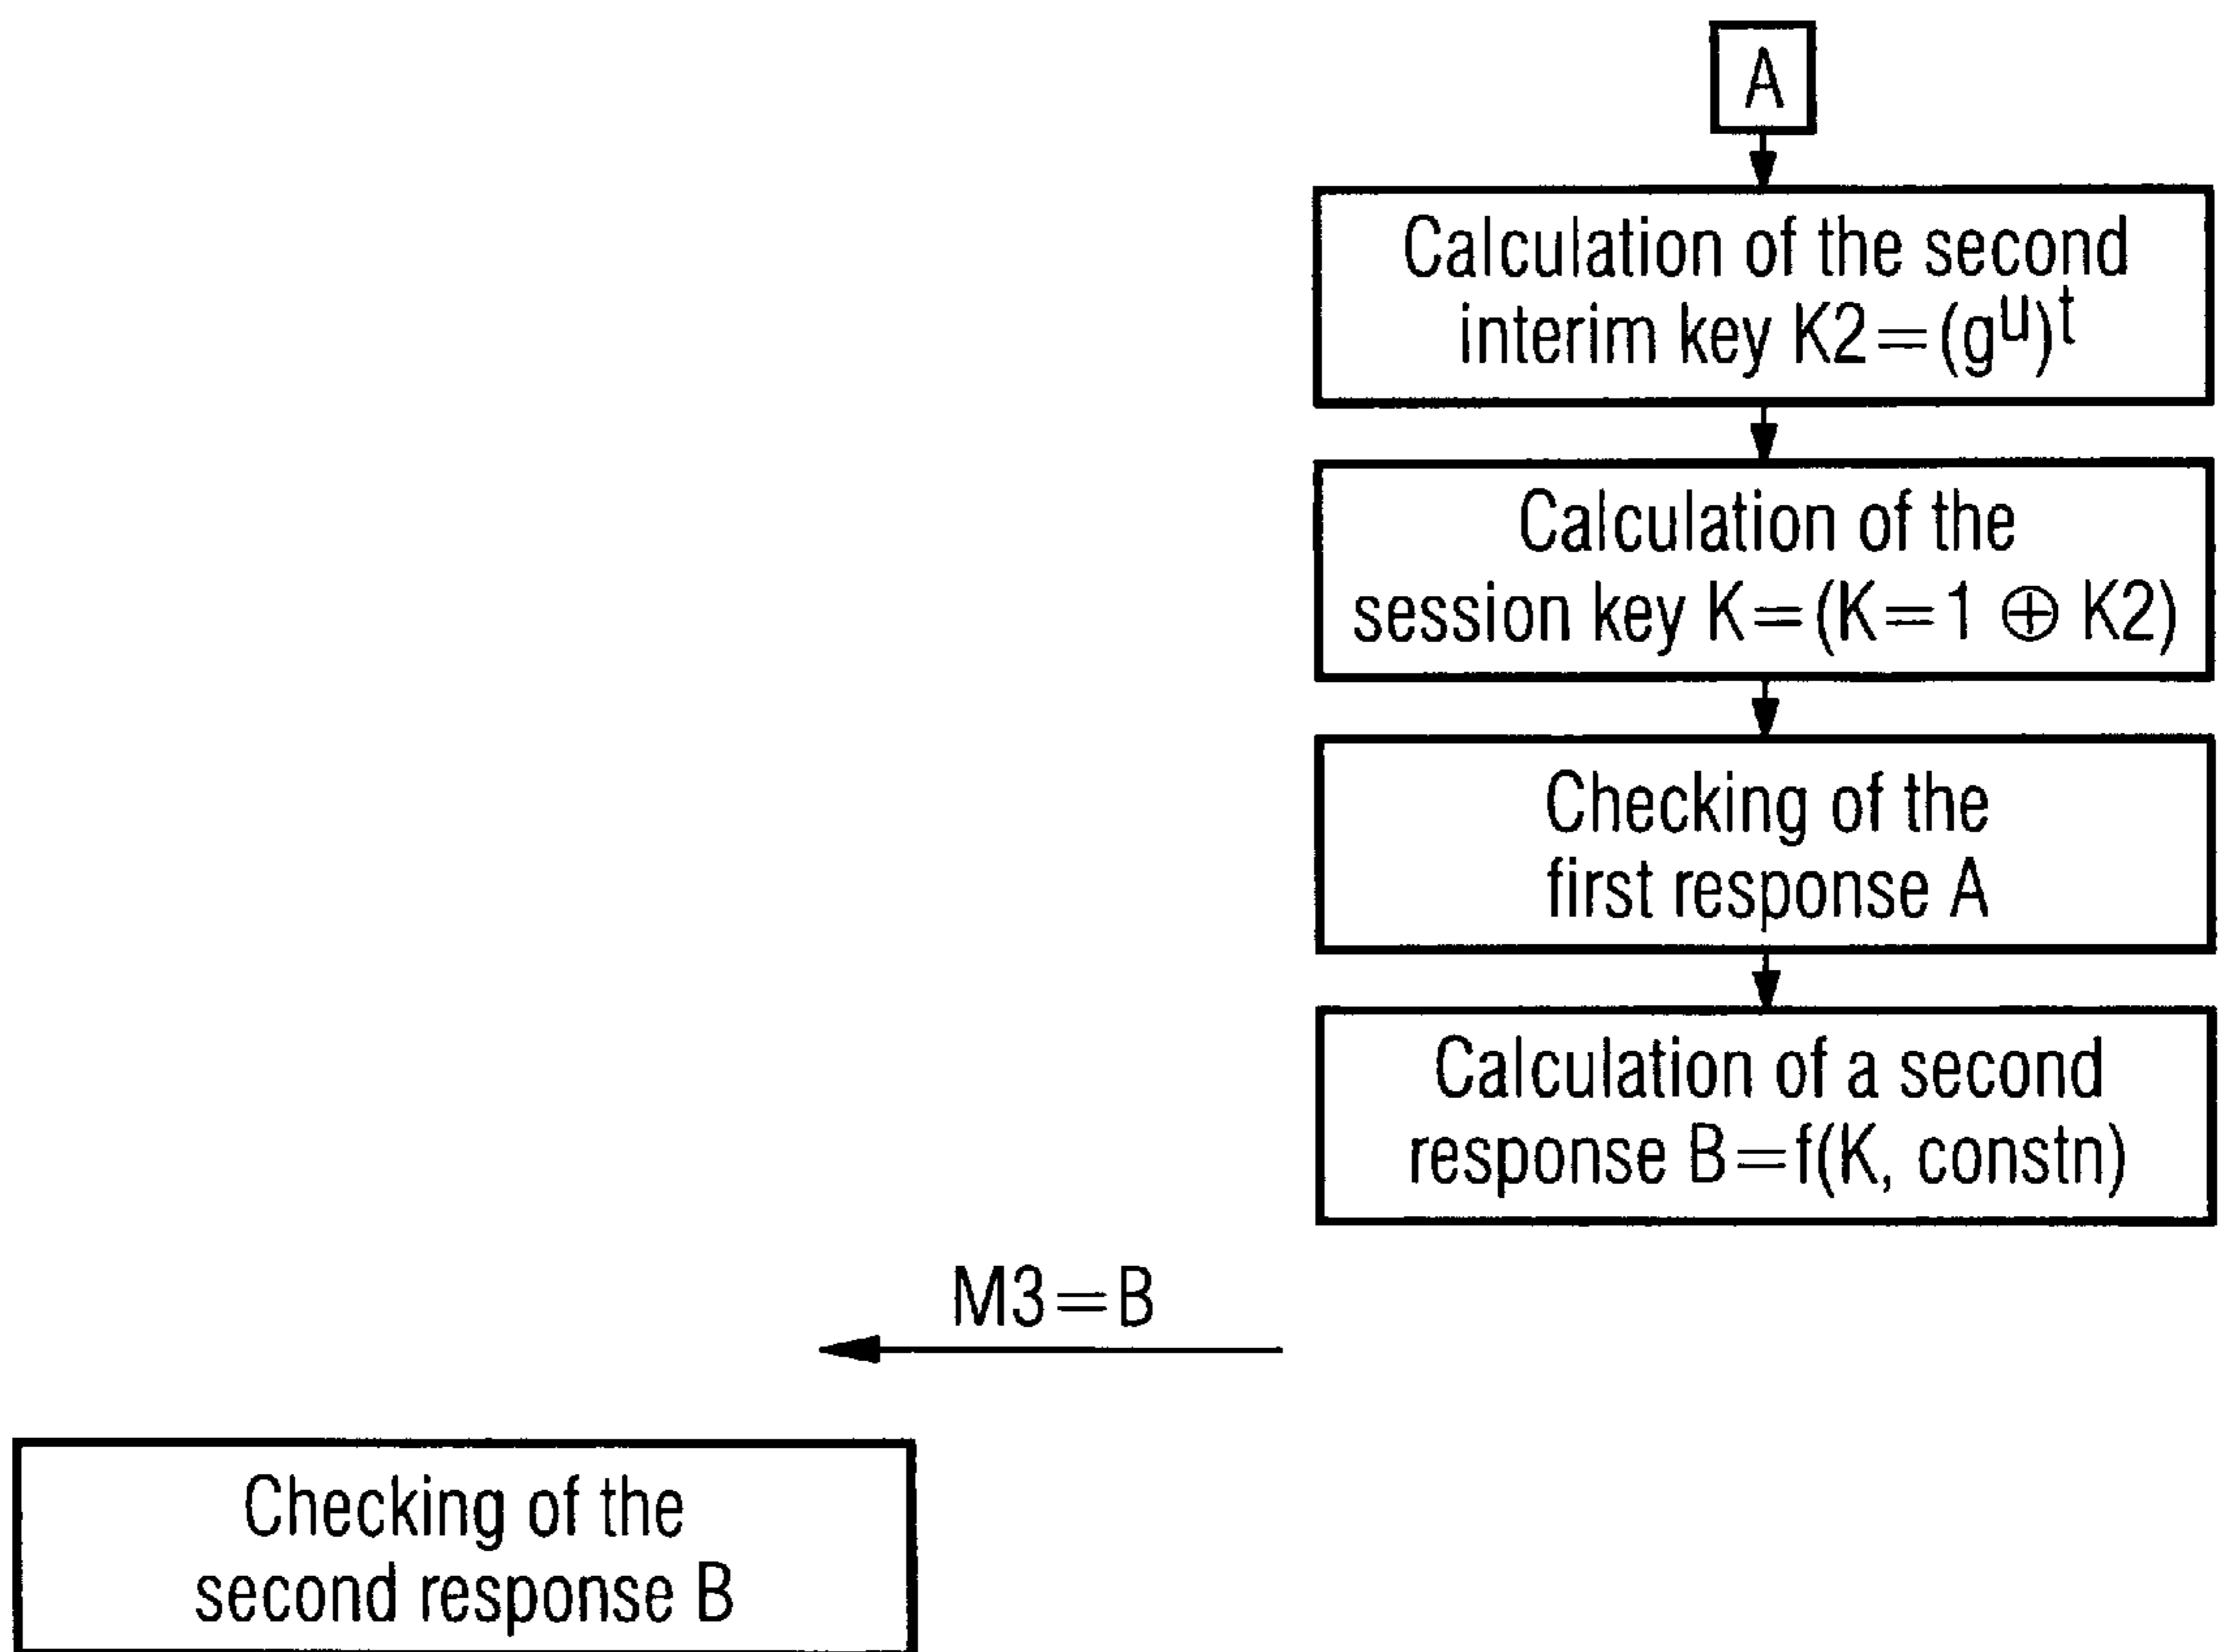 A
Calculation of the second
interim key K2=(g^u)^t
Calculation of the
session key K=(K=1 ⊕ K2)
Checking of the
first response A
Calculation of a second
response B=f(K, constn)
M3=B
Checking of the
second response B